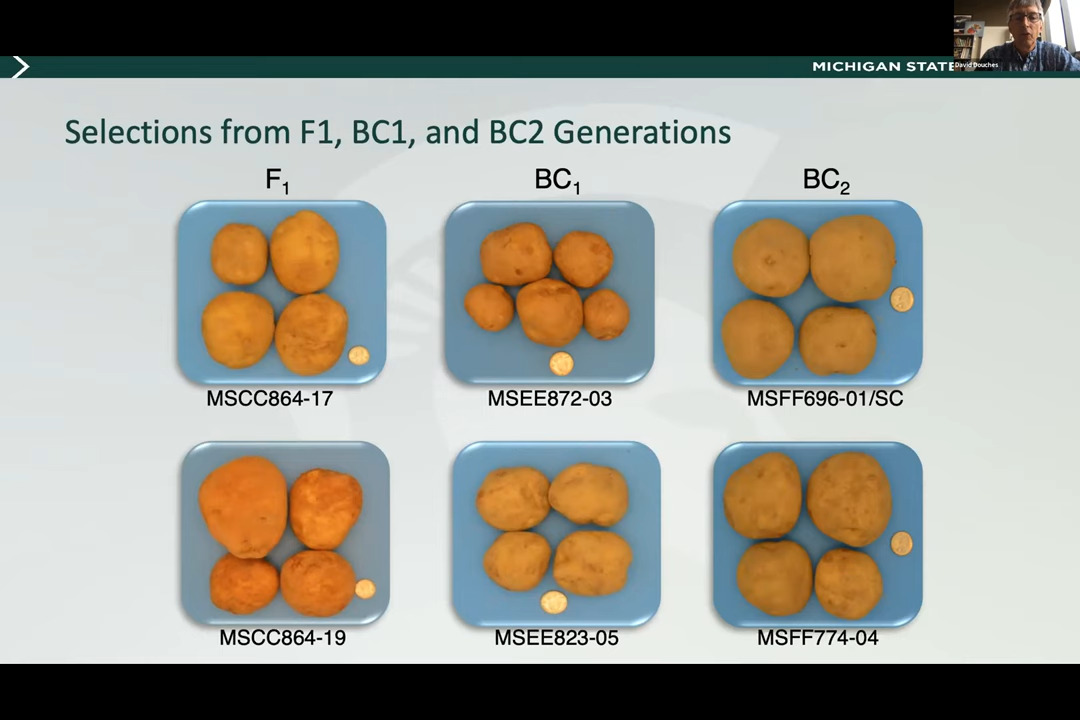 MICHIGAN STATE
David Douches
Selections from F1, BC1, and BC2 Generations
F₁
BC₁
BC₂
MSCC864-17
MSEE872-03
MSFF696-01/SC
MSCC864-19
MSEE823-05
MSFF774-04